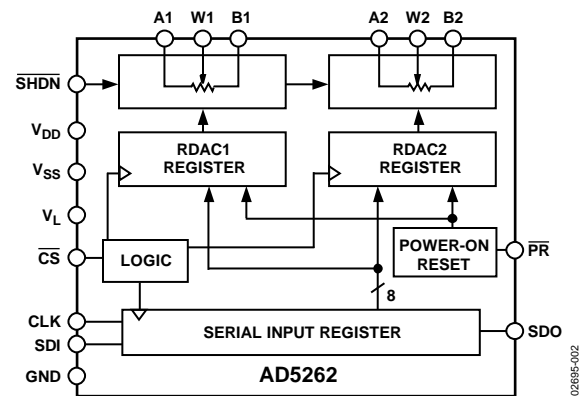 A1 W1 B1 A2 W2 B2
SHDN
VDD
RDAC1
REGISTER
RDAC2
REGISTER
VSS
VL
CS
LOGIC
POWER-ON
RESET
PR
8
CLK
SDI
SERIAL INPUT REGISTER
SDO
GND
AD5262
02695-002